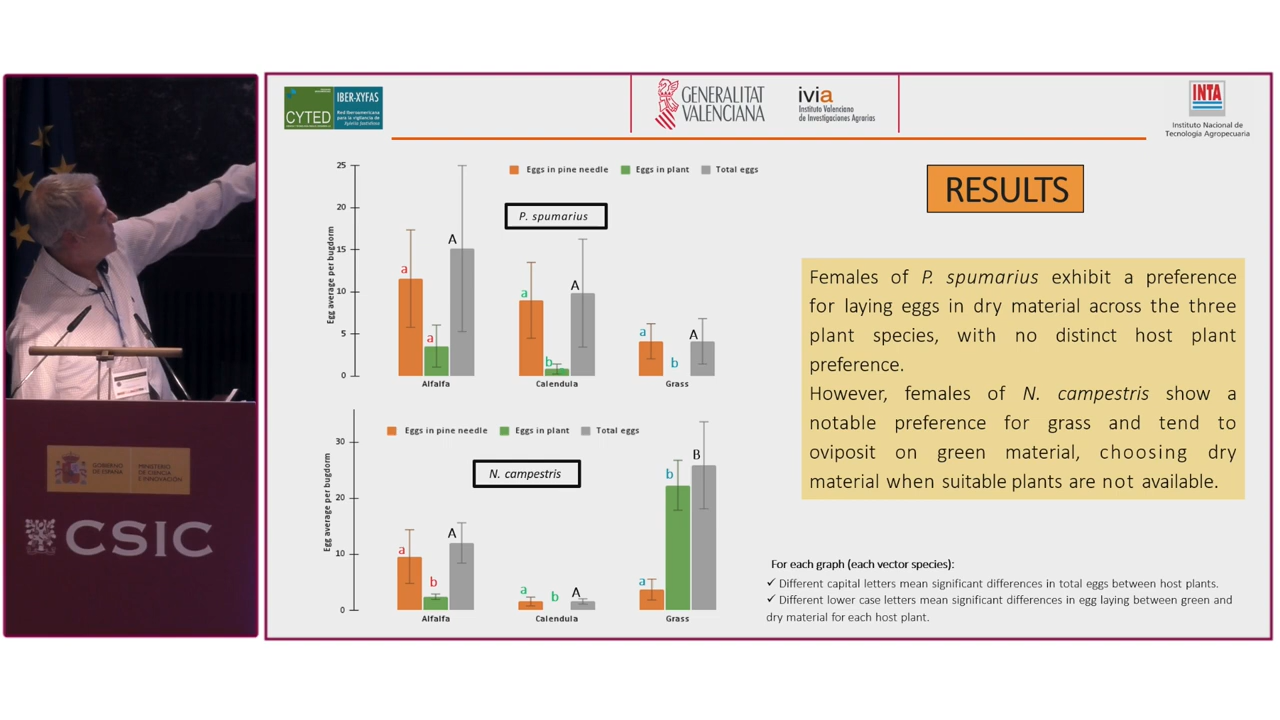 CYTED
IBER-XYFAS
Red Iberoamericana
para la vigilancia de
Xylella fastidiosa
GENERALITAT
VALENCIANA
ivia
Instituto Valenciano
de Investigaciones Agrarias
INTA
Instituto Nacional de
Tecnología Agropecuaria
RESULTS
Eggs in pine needle Eggs in plant Total eggs
P. spumarius
Egg average per bugdorm
25
20
15
10
5
0
a a A
a b A
a b A
Alfalfa Calendula Grass
Eggs in pine needle Eggs in plant Total eggs
N. campestris
Egg average per bugdorm
30
20
10
0
a b A
a b A
a b B
Alfalfa Calendula Grass
Females of P. spumarius exhibit a preference
for laying eggs in dry material across the three
plant species, with no distinct host plant
preference.
However, females of N. campestris show a
notable preference for grass and tend to
oviposit on green material, choosing dry
material when suitable plants are not available.
For each graph (each vector species):
✓ Different capital letters mean significant differences in total eggs between host plants.
✓ Different lower case letters mean significant differences in egg laying between green and
dry material for each host plant.
GOBIERNO
DE ESPAÑA
MINISTERIO
DE CIENCIA
E INNOVACIÓN
CSIC